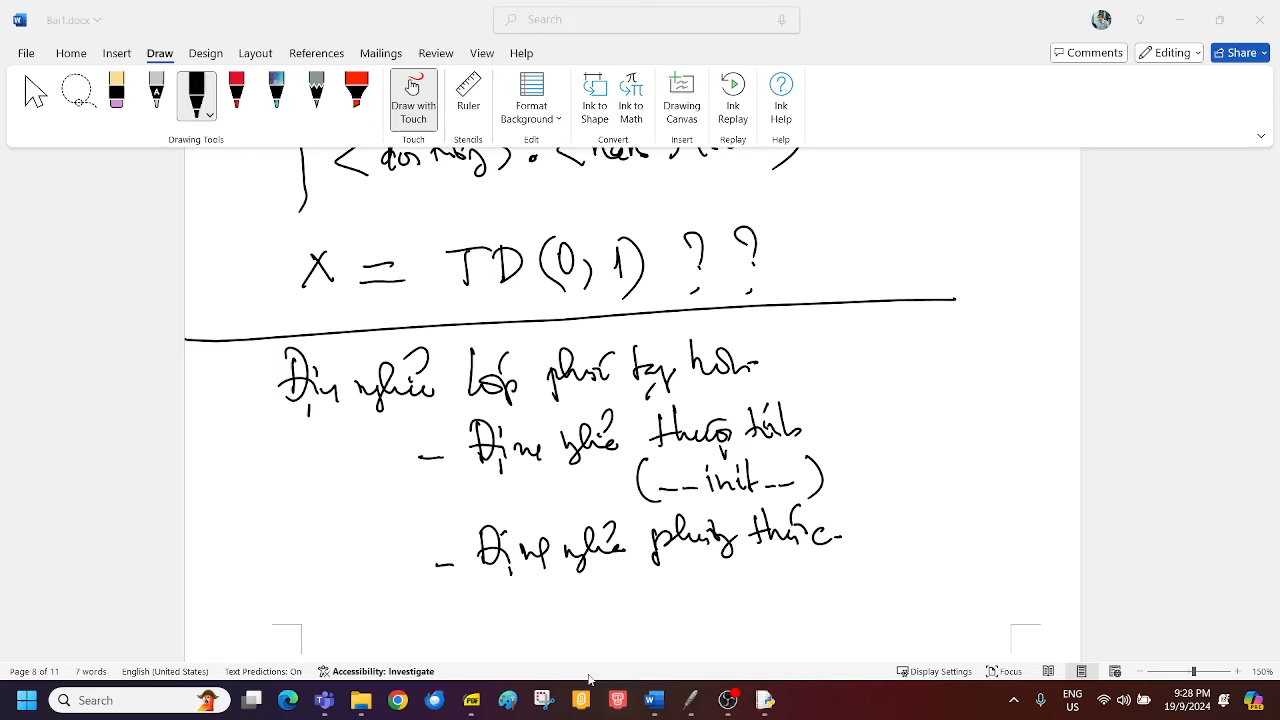 Bai1.docx
Search
File Home Insert Draw Design Layout References Mailings Review View Help
Comments Editing Share
Draw with Touch
Ruler
Format Background
Ink to Shape
Ink to Math
Drawing Canvas
Ink Replay
Ink Help
Drawing Tools Touch Stencils Edit Convert Insert Replay Help
X = TD(0, 1) ? ?
Định nghĩa lớp phức tạp hơn
- Định nghĩa thuộc tính
(__init__)
- Định nghĩa phương thức.
Page 8 of 11 7 words English (United States) Text Predictions: On Accessibility: Investigate Display Settings Focus 150%
Search
ENG
US
9:28 PM
19/9/2024